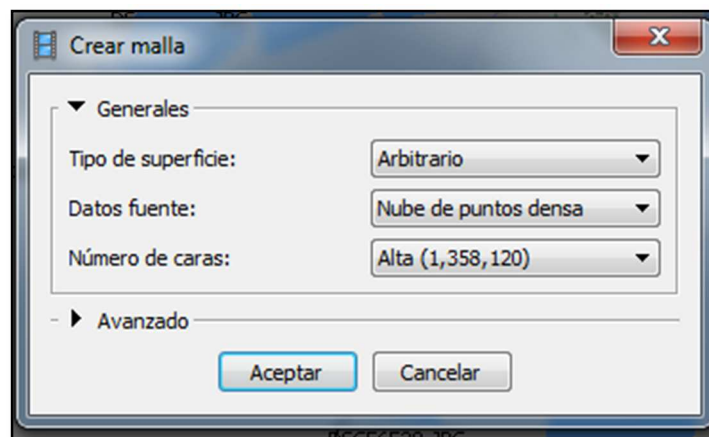 Crear malla
Generales
Tipo de superficie: Arbitrario
Datos fuente: Nube de puntos densa
Número de caras: Alta (1,358,120)
Avanzado
Aceptar Cancelar